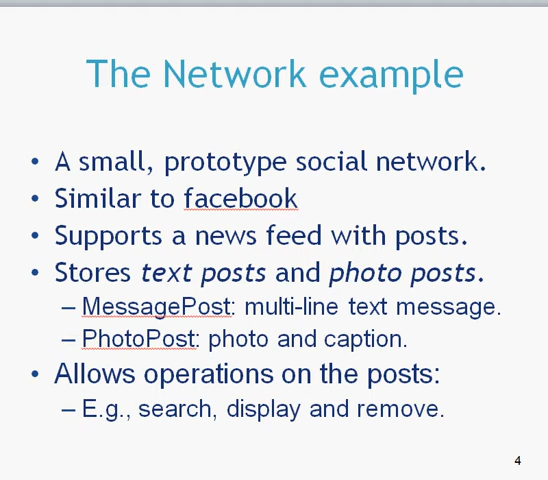 The Network example
• A small, prototype social network.
• Similar to facebook
• Supports a news feed with posts.
• Stores text posts and photo posts.
– MessagePost: multi-line text message.
– PhotoPost: photo and caption.
• Allows operations on the posts:
– E.g., search, display and remove.
4